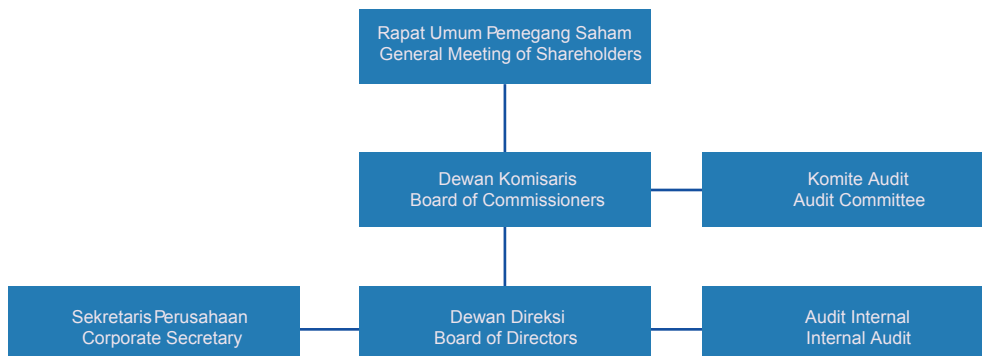 Rapat Umum Pemegang Saham
General Meeting of Shareholders
Dewan Komisaris
Board of Commissioners
Komite Audit
Audit Committee
Sekretaris Perusahaan
Corporate Secretary
Dewan Direksi
Board of Directors
Audit Internal
Internal Audit